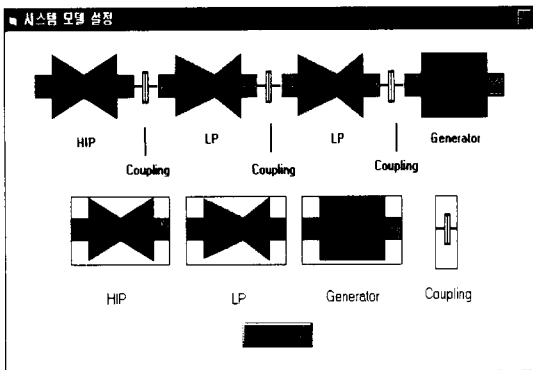 시스템 모델 설정
HIP LP LP Generator
Coupling Coupling Coupling
HIP LP Generator Coupling